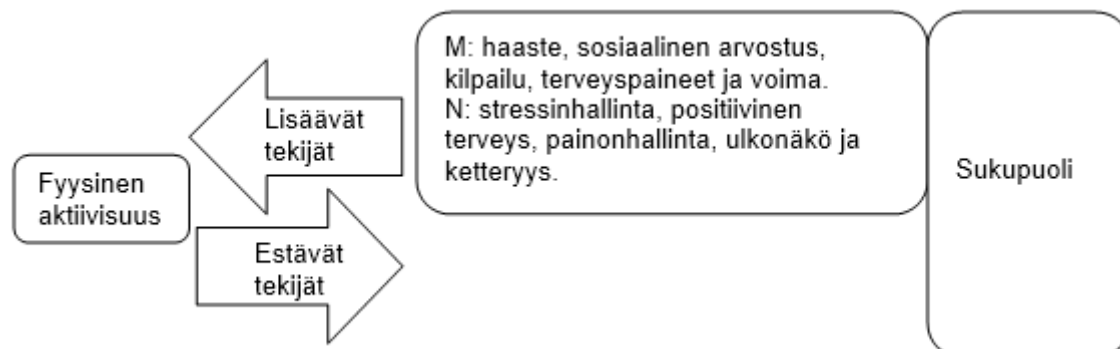 M: haaste, sosiaalinen arvostus,
kilpailu, terveyspaineet ja voima.
N: stressinhallinta, positiivinen
terveys, painonhallinta, ulkonäkö ja
ketteryys.
Lisäävät
tekijät
Sukupuoli
Fyysinen
aktiivisuus
Estävät
tekijät